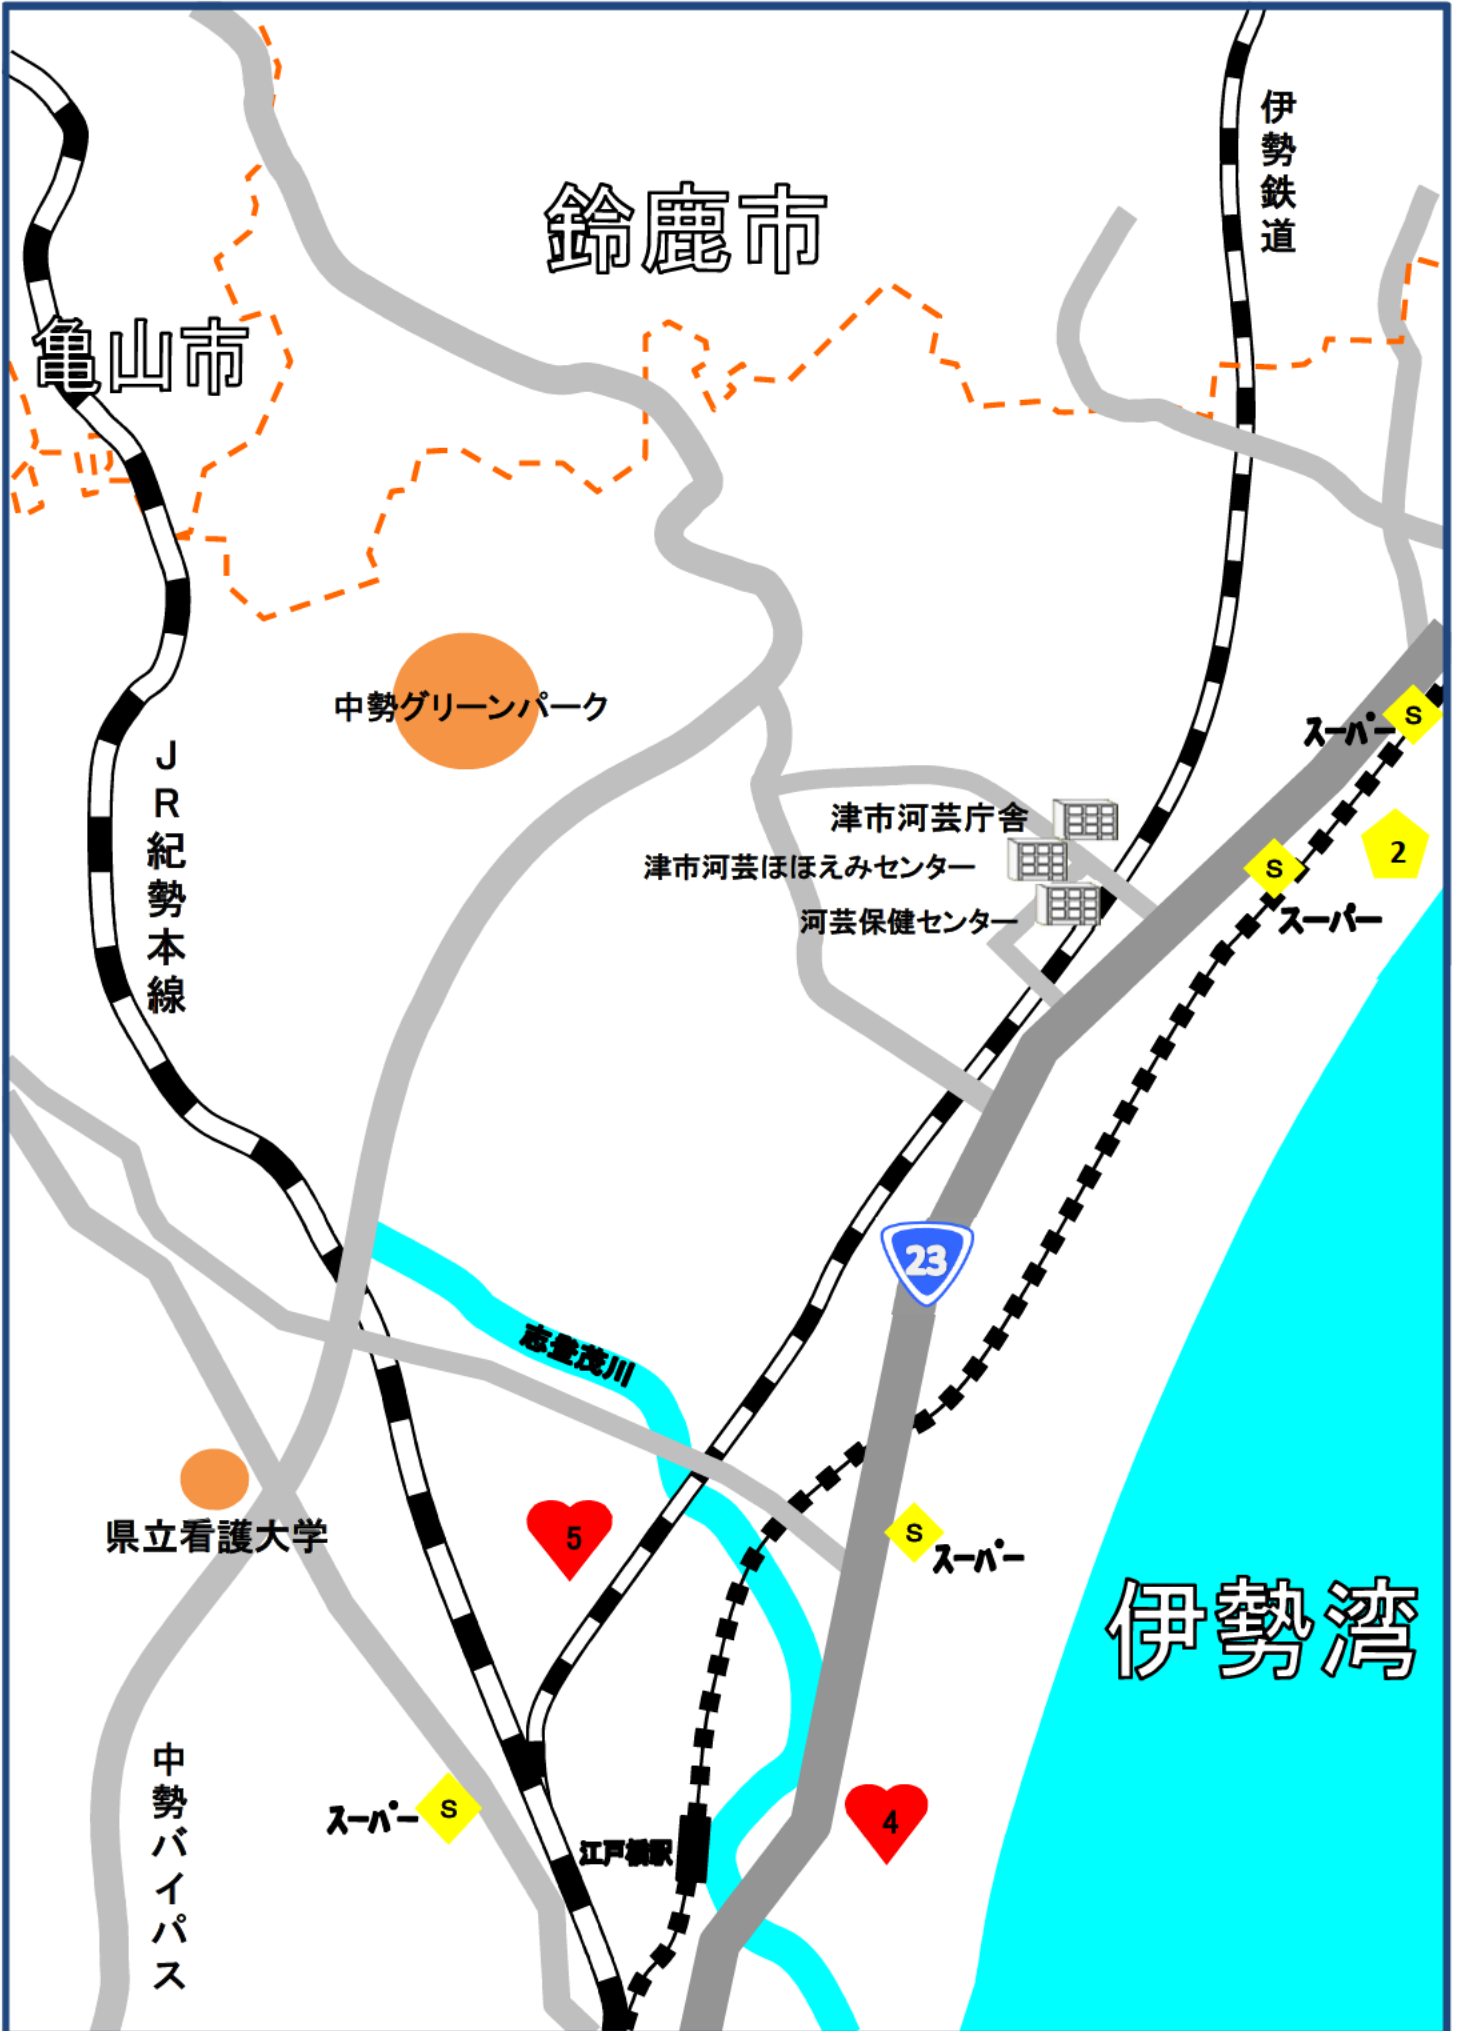 伊勢鉄道
鈴鹿市
亀山市
中勢グリーンパーク
スーパー
S
JR紀勢本線
津市河芸庁舎
2
津市河芸ほほえみセンター
S
スーパー
河芸保健センター
23
志登茂川
県立看護大学
5
S
スーパー
伊勢湾
中勢バイパス
スーパー
S
江戸橋駅
4